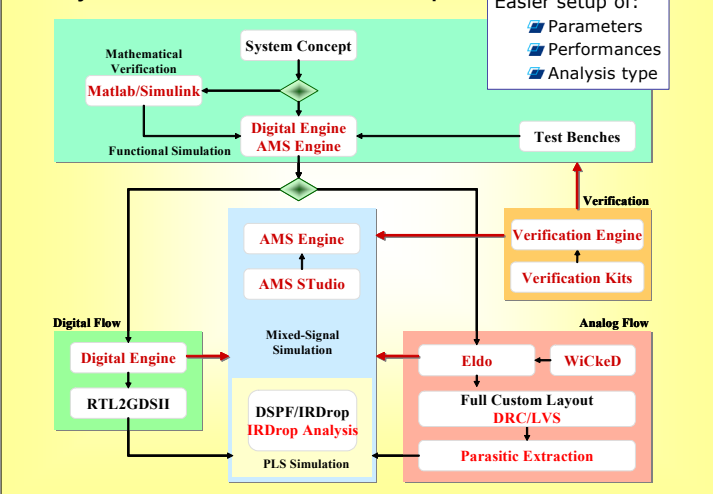 Easier setup of:
Parameters
Performances
Analysis type
System Concept
Mathematical
Verification
Matlab/Simulink
Digital Engine
AMS Engine
Test Benches
Functional Simulation
Verification
Verification Engine
Verification Kits
AMS Engine
AMS STudio
Mixed-Signal
Simulation
Digital Flow
Digital Engine
RTL2GDSII
DSPF/IRDrop
IRDrop Analysis
PLS Simulation
Analog Flow
Eldo
WiCkeD
Full Custom Layout
DRC/LVS
Parasitic Extraction